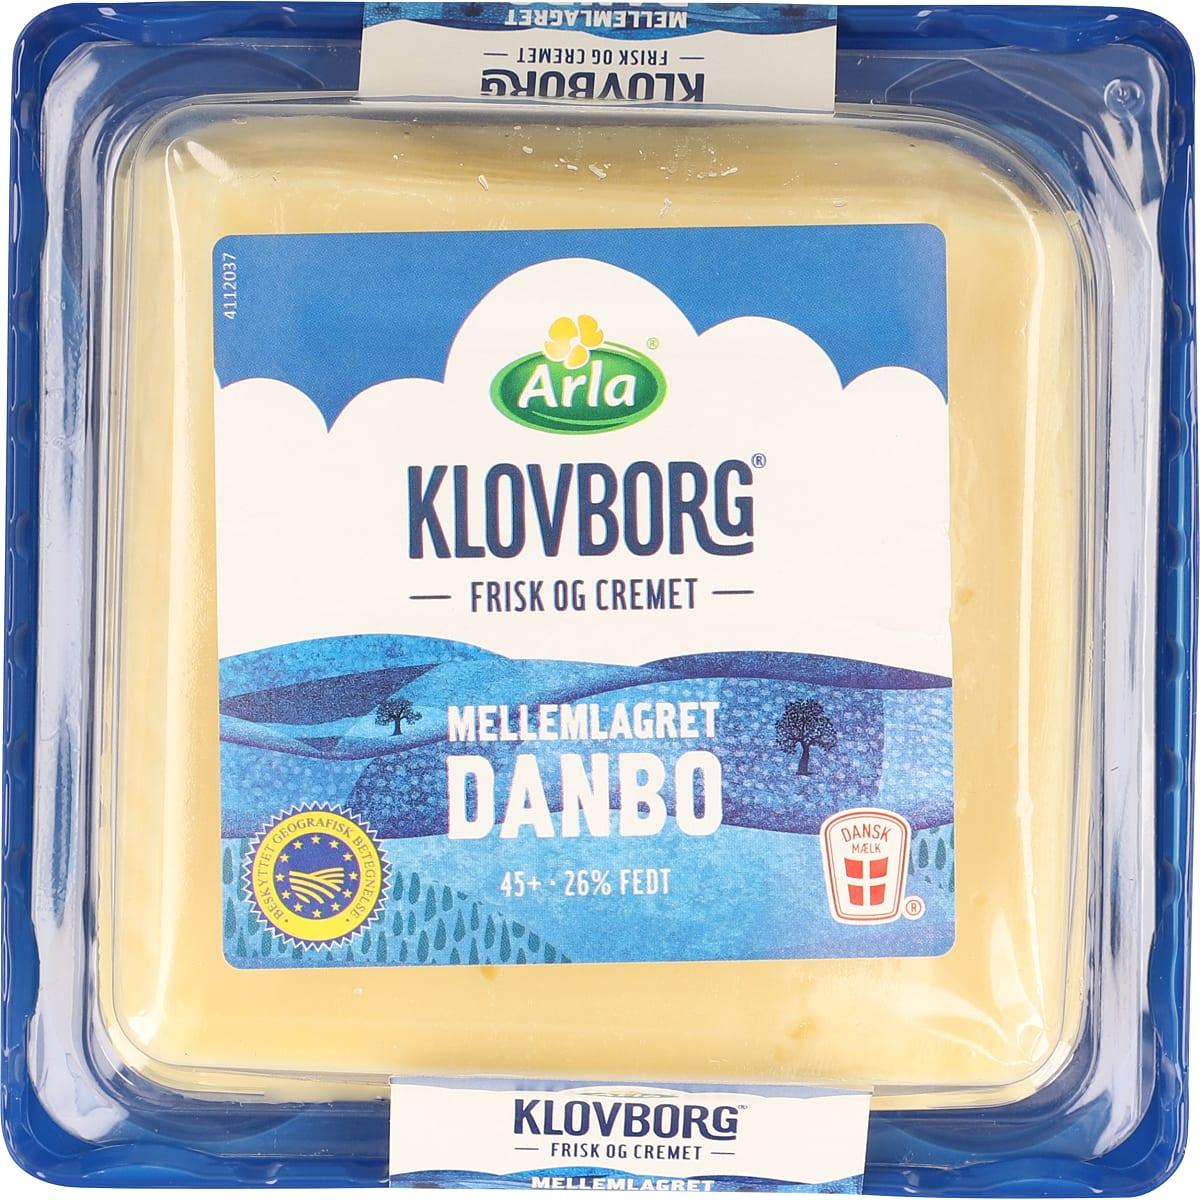 DANBO
MELLEMLAGRET
FRISK OG CREMET
KLOVBORG
4112037
Arla®
KLOVBORG®
FRISK OG CREMET
MELLEMLAGRET
DANBO
45+ · 26% FEDT
BESKYTTET GEOGRAFISK BETEGNELSE
DANSK
MÆLK
®
KLOVBORG®
FRISK OG CREMET
MELLEMLAGRET